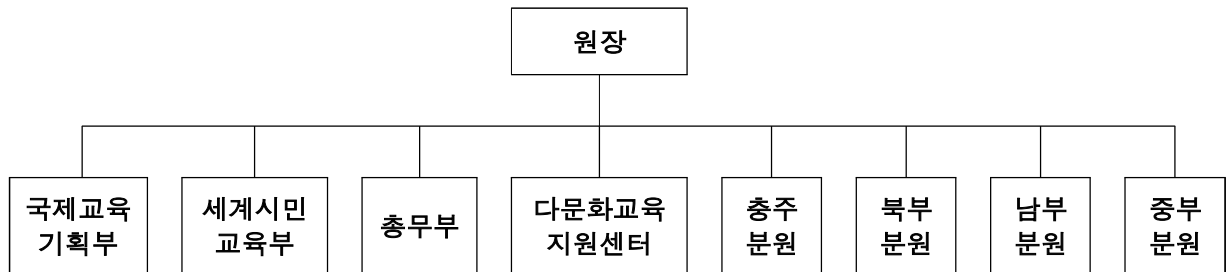 원장
국제교육
기획부
세계시민
교육부
총무부
다문화교육
지원센터
충주
분원
북부
분원
남부
분원
중부
분원